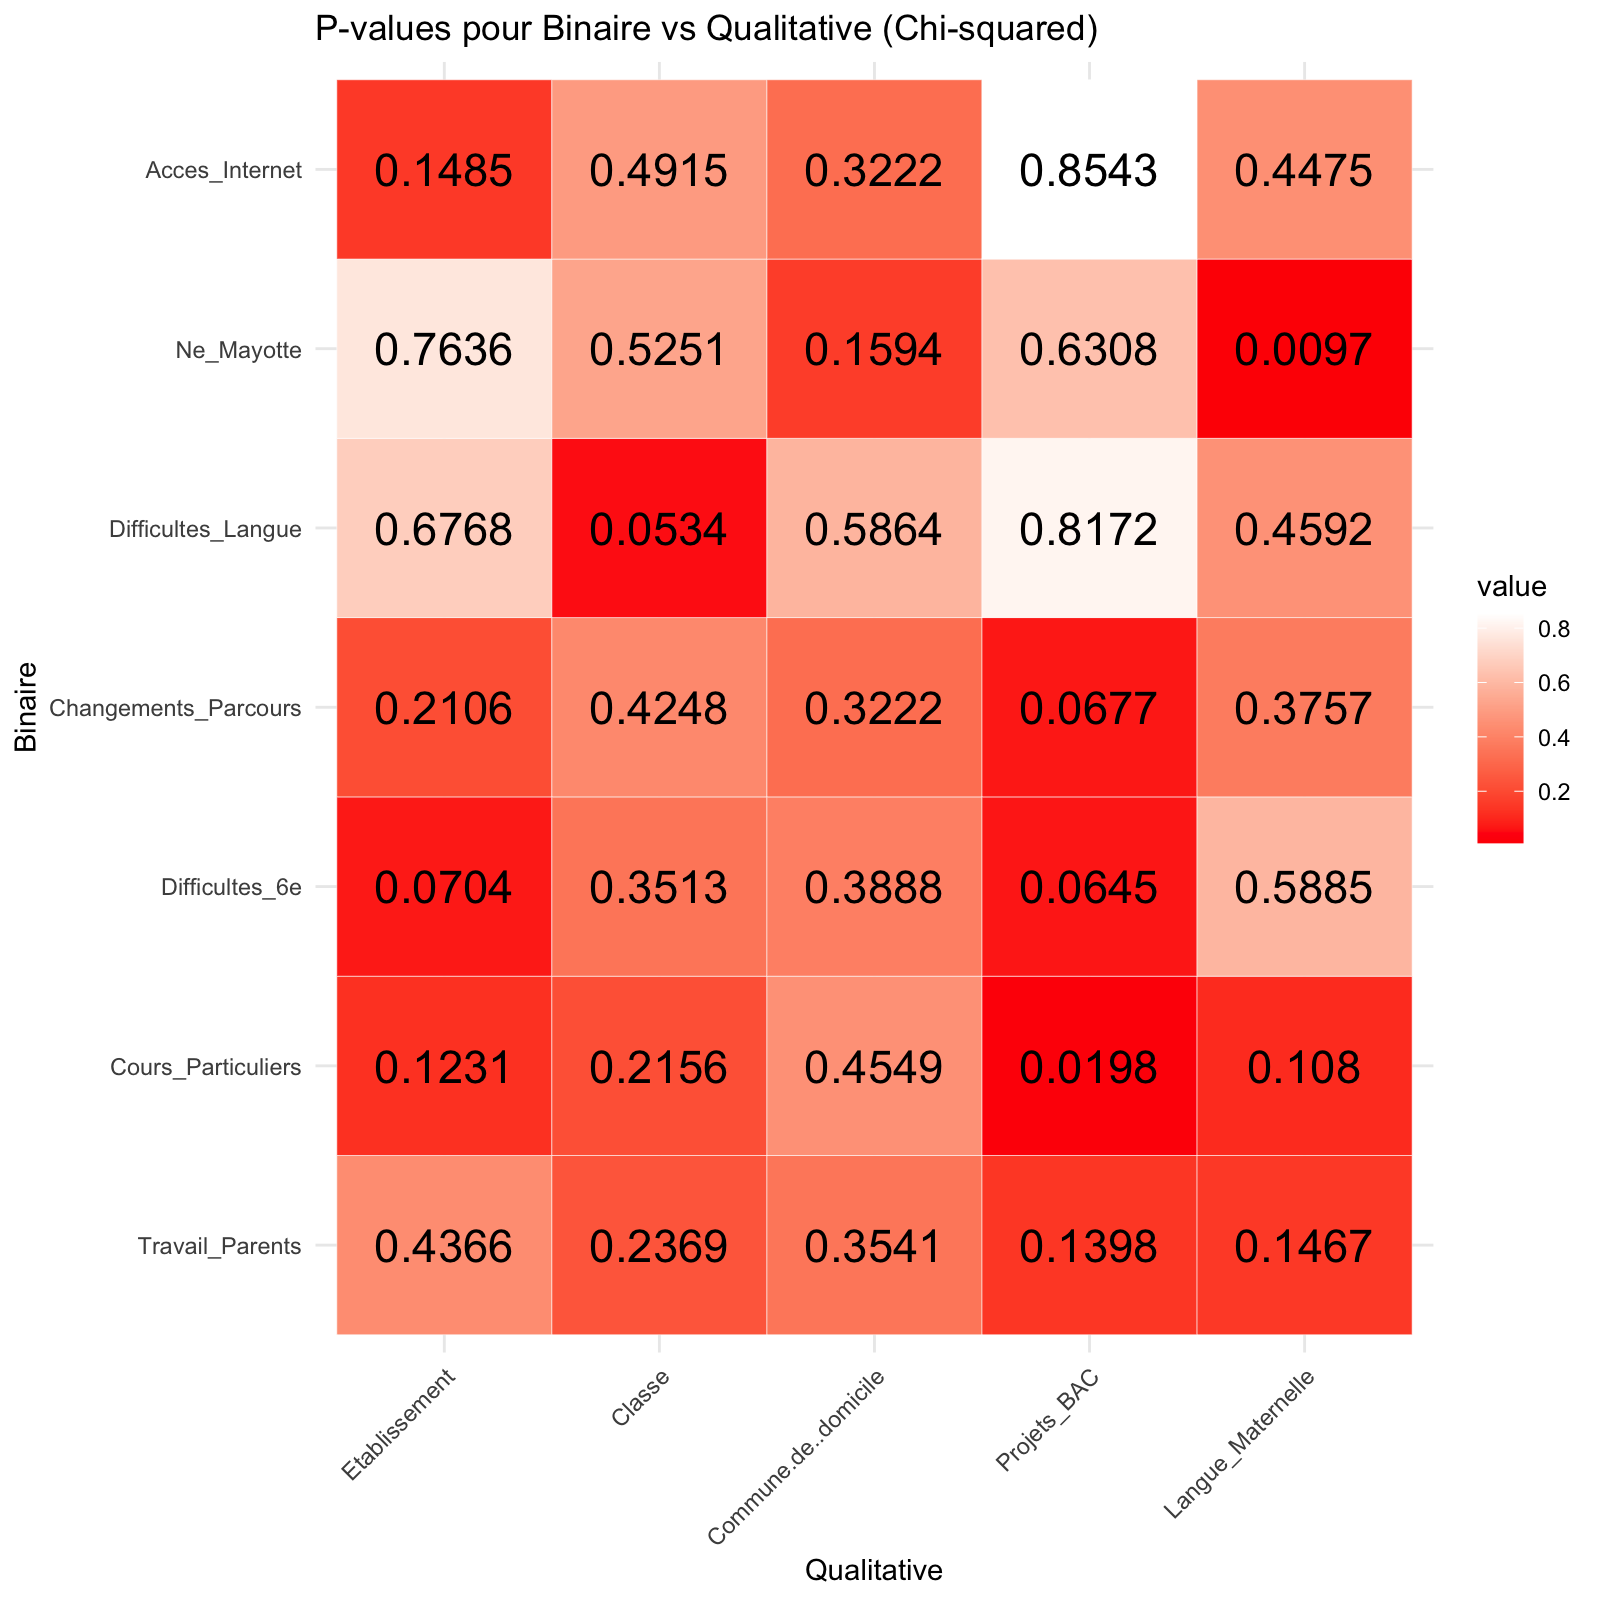 P-values pour Binaire vs Qualitative (Chi-squared)
Acces_Internet 0.1485 0.4915 0.3222 0.8543 0.4475
Ne_Mayotte 0.7636 0.5251 0.1594 0.6308 0.0097
Difficultes_Langue 0.6768 0.0534 0.5864 0.8172 0.4592
Changements_Parcours 0.2106 0.4248 0.3222 0.0677 0.3757
Difficultes_6e 0.0704 0.3513 0.3888 0.0645 0.5885
Cours_Particuliers 0.1231 0.2156 0.4549 0.0198 0.108
Travail_Parents 0.4366 0.2369 0.3541 0.1398 0.1467
Binaire
Etablissement
Classe
Commune.de..domicile
Projets_BAC
Langue_Maternelle
Qualitative
value
0.8
0.6
0.4
0.2